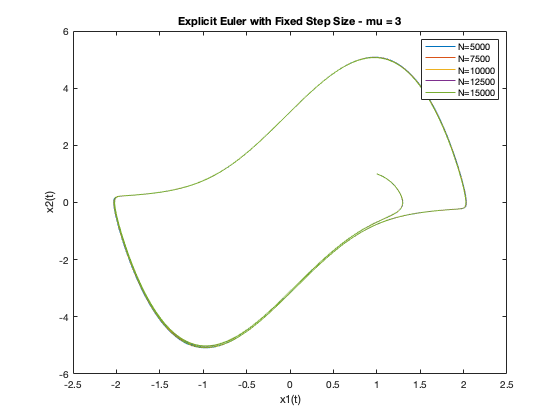 Explicit Euler with Fixed Step Size - mu = 3
N=5000
N=7500
N=10000
N=12500
N=15000
6
4
2
0
-2
-4
-6
x2(t)
-2.5 -2 -1.5 -1 -0.5 0 0.5 1 1.5 2 2.5
x1(t)